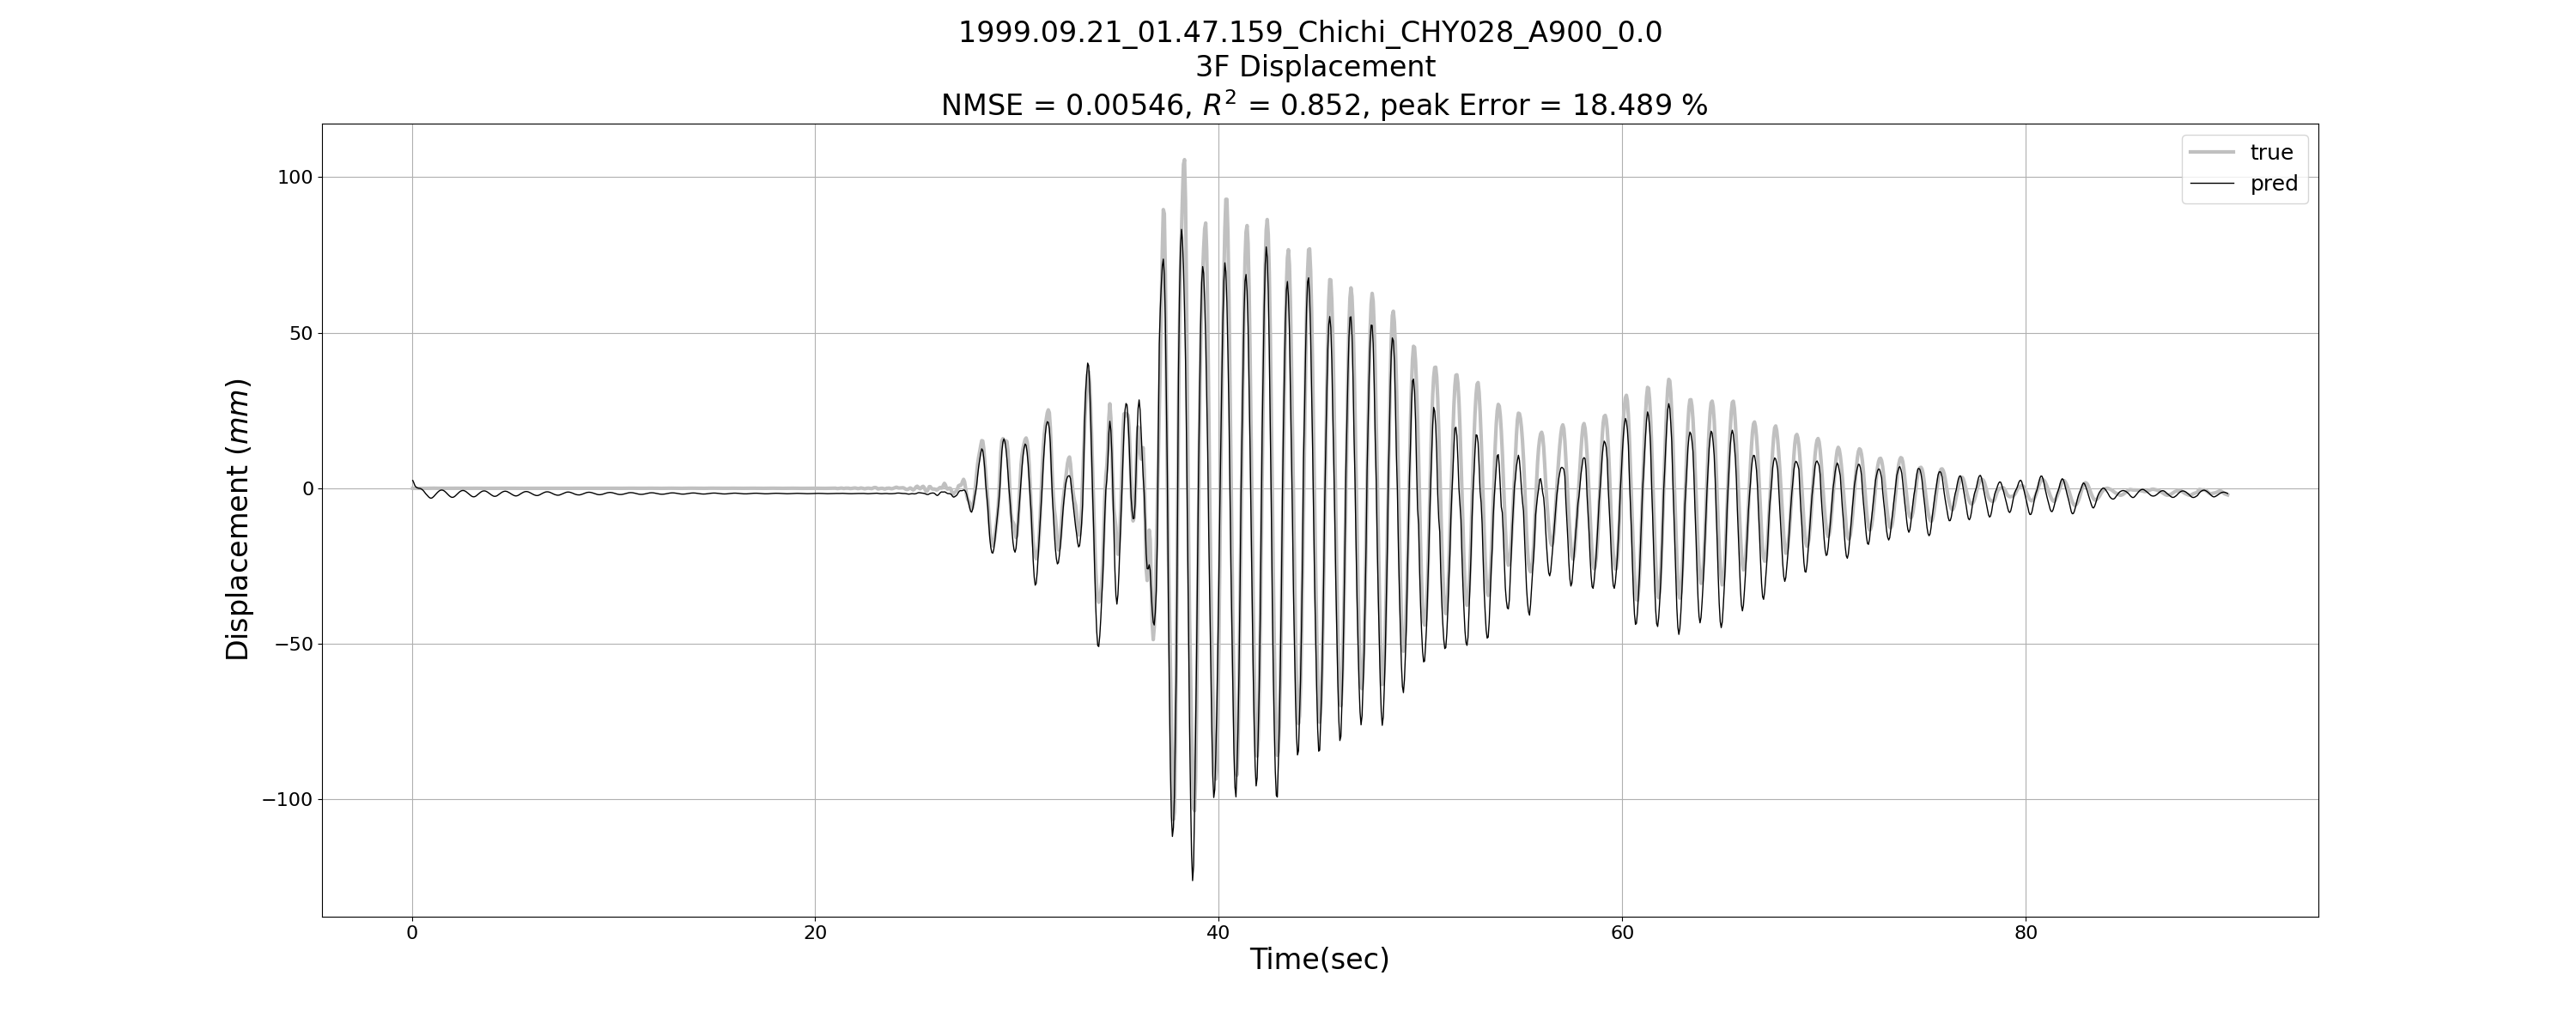 1999.09.21_01.47.159_Chichi_CHY028_A900_0.0
3F Displacement
NMSE = 0.00546, R² = 0.852, peak Error = 18.489 %
true
pred
Displacement (mm)
100
50
0
−50
−100
0 20 40 60 80
Time(sec)